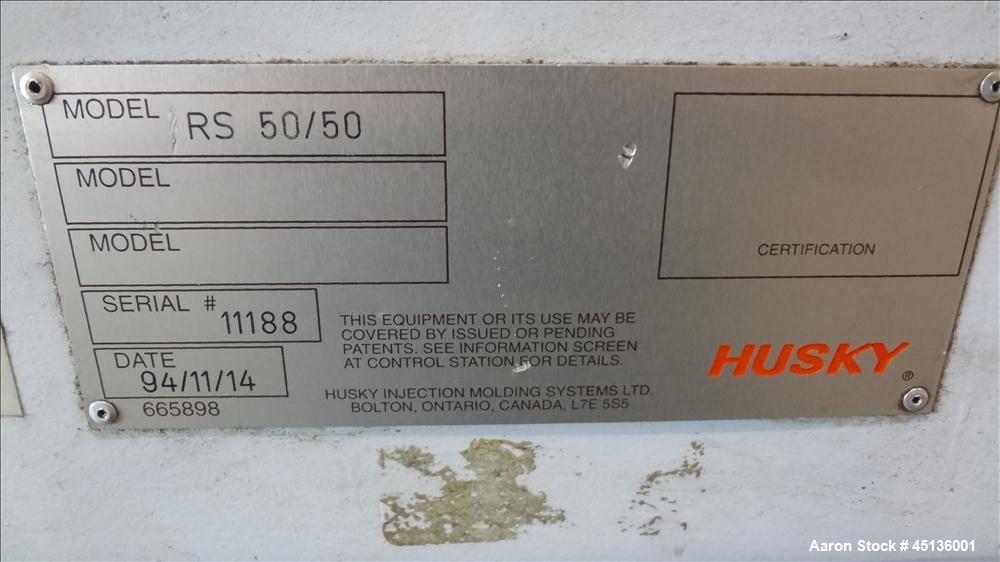 MODEL RS 50/50
MODEL
MODEL
SERIAL # 11188
DATE
94/11/14
665898
THIS EQUIPMENT OR ITS USE MAY BE
COVERED BY ISSUED OR PENDING
PATENTS. SEE INFORMATION SCREEN
AT CONTROL STATION FOR DETAILS.
HUSKY INJECTION MOLDING SYSTEMS LTD.
BOLTON, ONTARIO, CANADA, L7E 5S5
CERTIFICATION
HUSKY®
Aaron Stock # 45136001